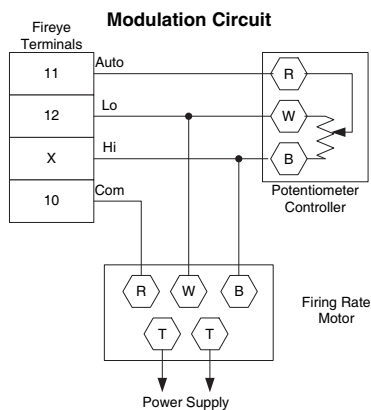 Modulation Circuit
Fireye
Terminals
11
Auto
R
12
Lo
W
X
Hi
B
10
Com
Potentiometer
Controller
R
W
B
T
T
Firing Rate
Motor
Power Supply